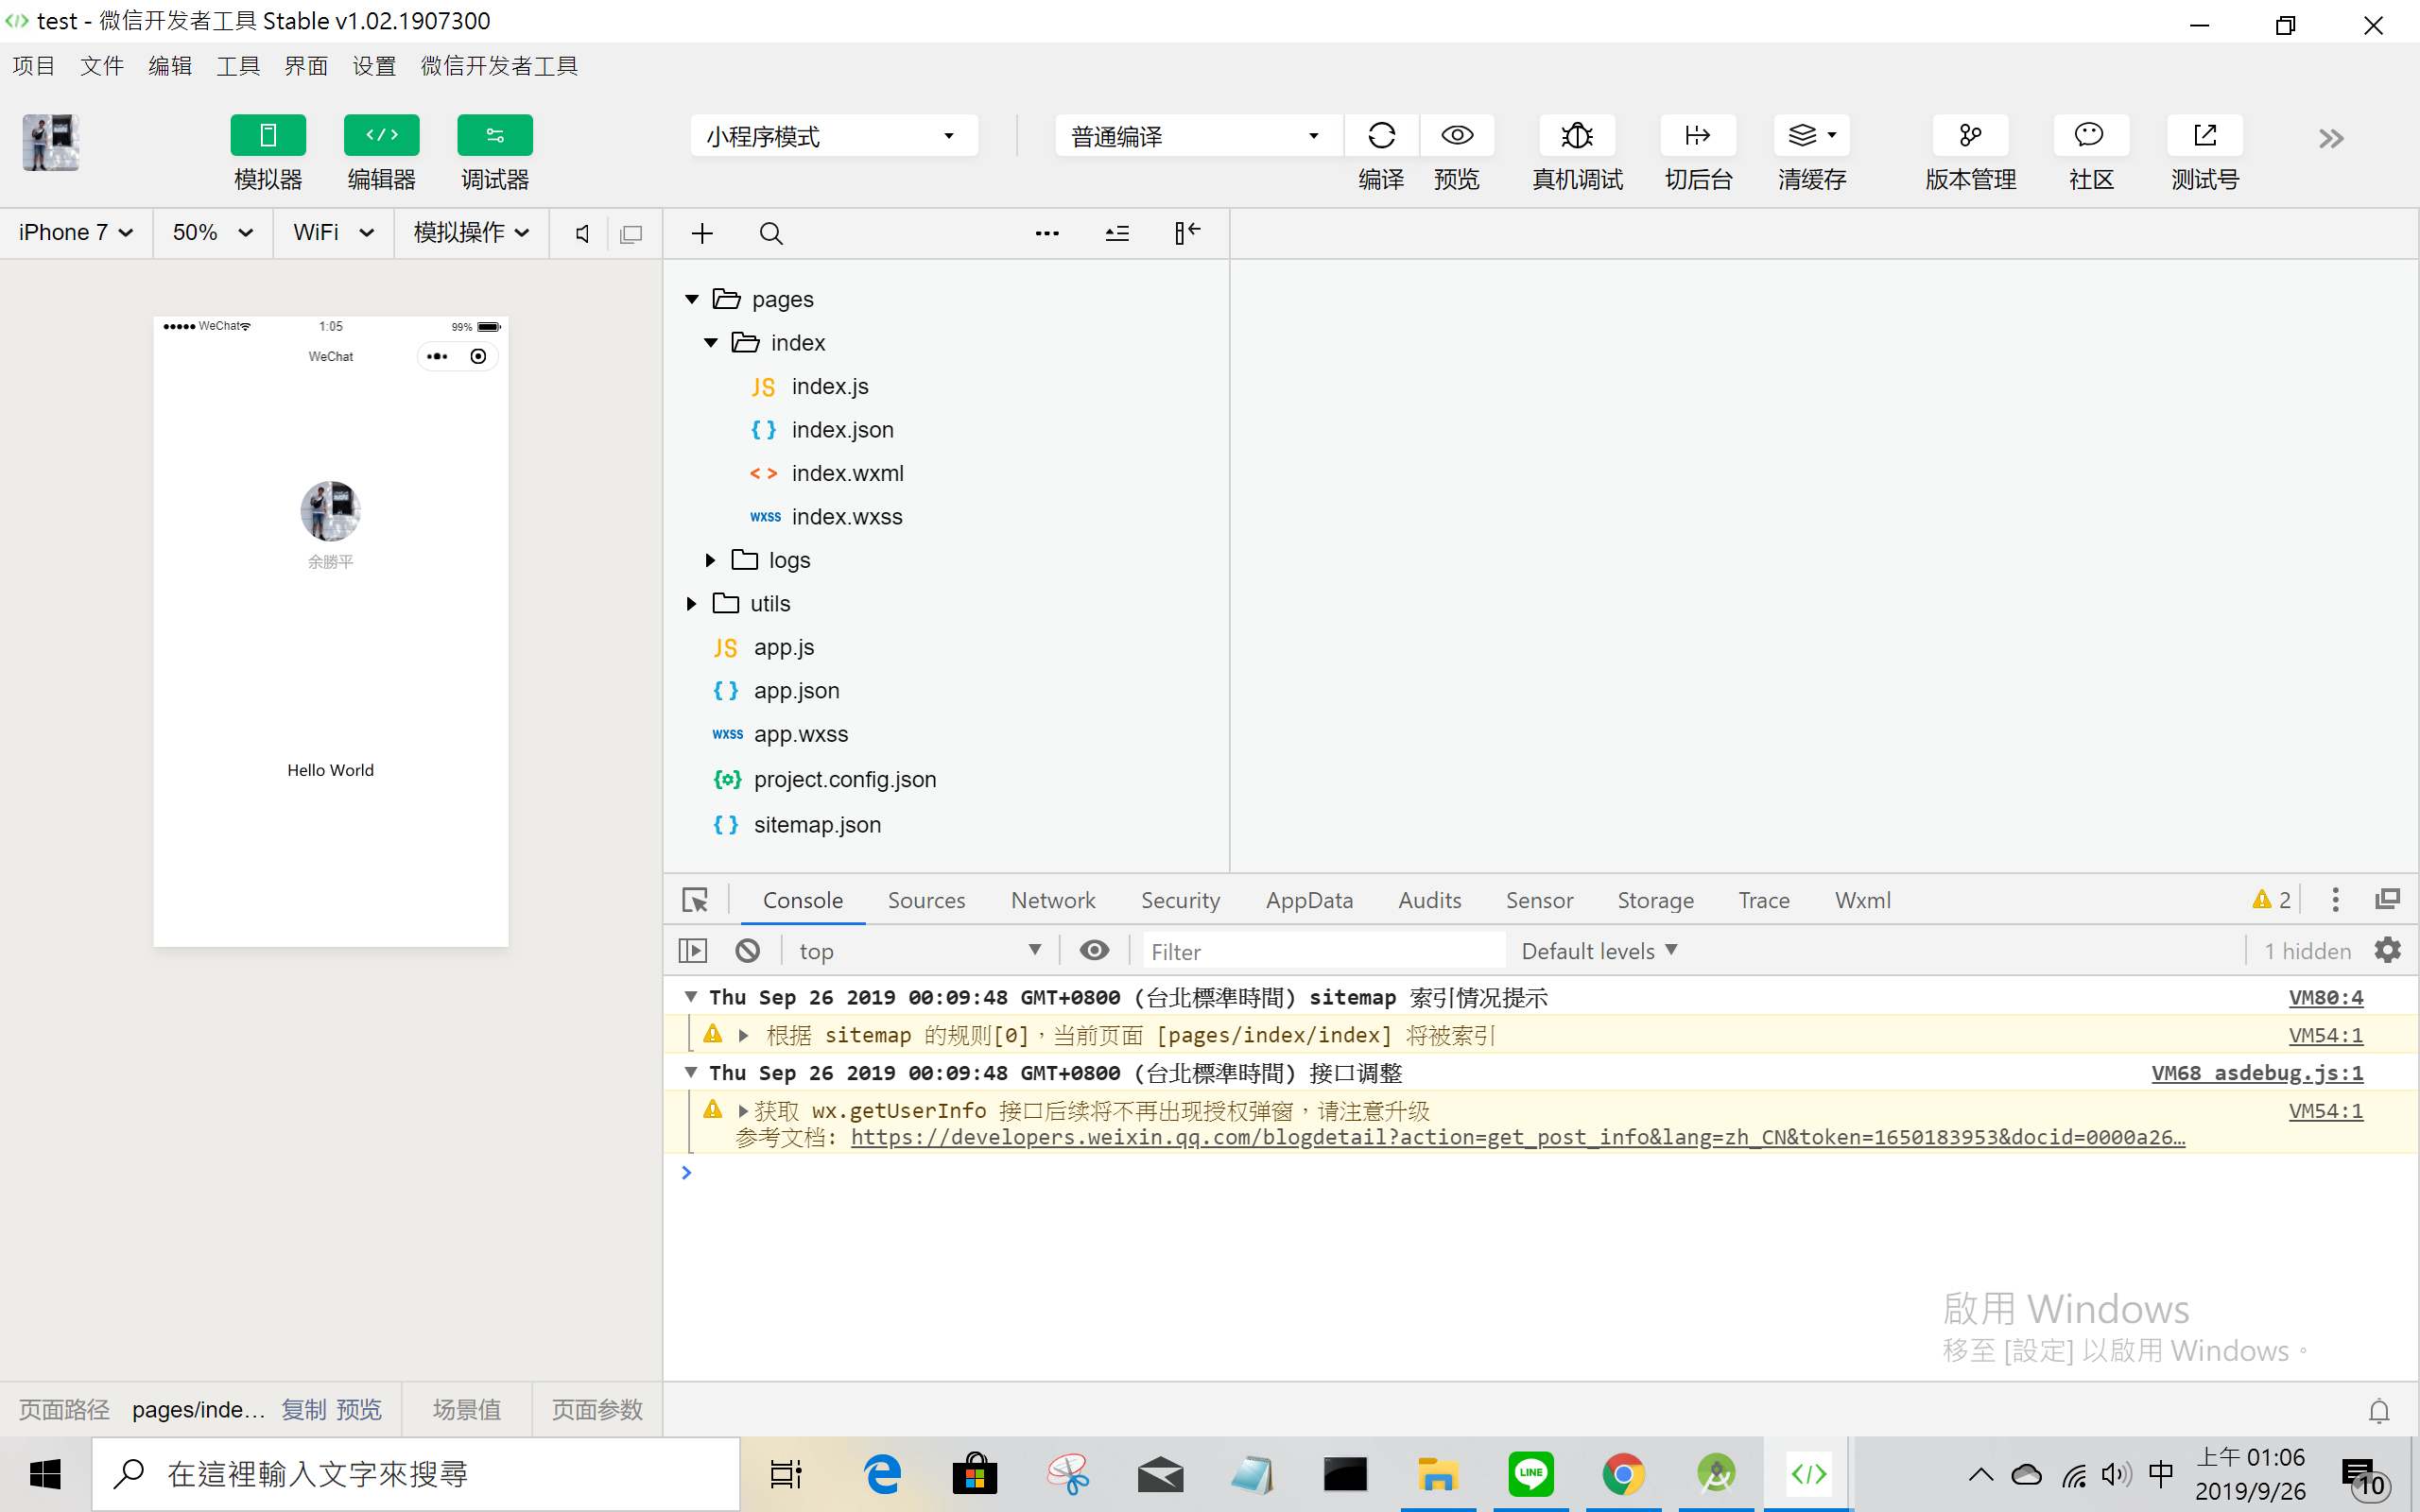 test - 微信开发者工具 Stable v1.02.1907300
项目 文件 编辑 工具 界面 设置 微信开发者工具
小程序模式 普通编译
模拟器 编辑器 调试器 编译 预览 真机调试 切后台 清缓存 版本管理 社区 测试号
iPhone 7 50% WiFi 模拟操作
WeChat 1:05 99%
WeChat
余勝平
Hello World
pages
index
JS index.js
{ } index.json
< > index.wxml
wxss index.wxss
logs
utils
JS app.js
{ } app.json
wxss app.wxss
project.config.json
{ } sitemap.json
Console Sources Network Security AppData Audits Sensor Storage Trace Wxml 2
top Filter Default levels 1 hidden
Thu Sep 26 2019 00:09:48 GMT+0800 (台北標準時間) sitemap 索引情况提示 VM80:4
根据 sitemap 的规则[0]，当前页面 [pages/index/index] 将被索引 VM54:1
Thu Sep 26 2019 00:09:48 GMT+0800 (台北標準時間) 接口调整 VM68 asdebug.js:1
获取 wx.getUserInfo 接口后续将不再出现授权弹窗，请注意升级 VM54:1
参考文档: https://developers.weixin.qq.com/blogdetail?action=get_post_info&lang=zh_CN&token=1650183953&docid=0000a26…
啟用 Windows
移至 [設定] 以啟用 Windows。
页面路径 pages/inde... 复制 预览 场景值 页面参数
在這裡輸入文字來搜尋
LINE
中
上午 01:06
2019/9/26
10